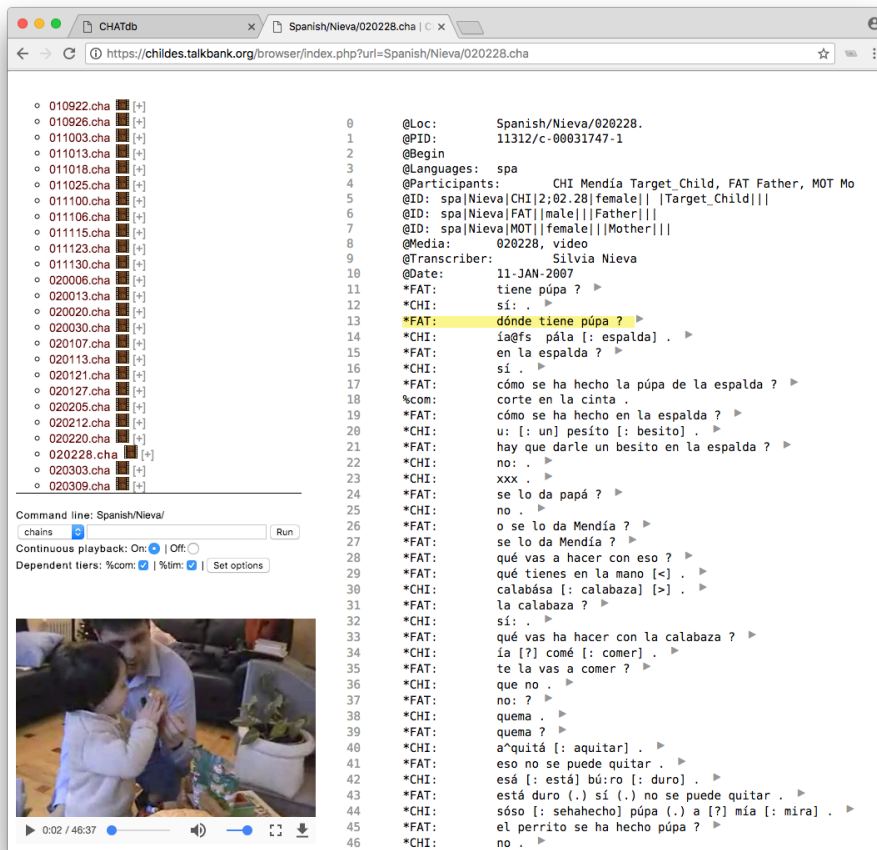 CHATdb
Spanish/Nieva/020228.cha | C
https://childes.talkbank.org/browser/index.php?url=Spanish/Nieva/020228.cha
010922.cha [+]
010926.cha [+]
011003.cha [+]
011013.cha [+]
011018.cha [+]
011025.cha [+]
011100.cha [+]
011106.cha [+]
011115.cha [+]
011123.cha [+]
011130.cha [+]
020006.cha [+]
020013.cha [+]
020020.cha [+]
020030.cha [+]
020107.cha [+]
020113.cha [+]
020121.cha [+]
020127.cha [+]
020205.cha [+]
020212.cha [+]
020220.cha [+]
020228.cha [+]
020303.cha [+]
020309.cha [+]
Command line: Spanish/Nieva/
chains Run
Continuous playback: On: | Off:
Dependent tiers: %com: | %tim: | Set options
0:02 / 46:37
0 @Loc: Spanish/Nieva/020228.
1 @PID: 11312/c-00031747-1
2 @Begin
3 @Languages: spa
4 @Participants: CHI Mendía Target_Child, FAT Father, MOT Mo
5 @ID: spa|Nieva|CHI|2;02.28|female|| |Target_Child|||
6 @ID: spa|Nieva|FAT||male|||Father|||
7 @ID: spa|Nieva|MOT||female|||Mother|||
8 @Media: 020228, video
9 @Transcriber: Silvia Nieva
10 @Date: 11-JAN-2007
11 *FAT: tiene púpa ?
12 *CHI: sí: .
13 *FAT: dónde tiene púpa ?
14 *CHI: ía@fs pála [: espalda] .
15 *FAT: en la espalda ?
16 *CHI: sí .
17 *FAT: cómo se ha hecho la púpa de la espalda ?
18 %com: corte en la cinta .
19 *FAT: cómo se ha hecho en la espalda ?
20 *CHI: u: [: un] pesíto [: besito] .
21 *FAT: hay que darle un besito en la espalda ?
22 *CHI: no: .
23 *CHI: xxx .
24 *FAT: se lo da papá ?
25 *CHI: no .
26 *FAT: o se lo da Mendía ?
27 *FAT: se lo da Mendía ?
28 *FAT: qué vas a hacer con eso ?
29 *FAT: qué tienes en la mano [<] .
30 *CHI: calabása [: calabaza] [>] .
31 *FAT: la calabaza ?
32 *CHI: sí: .
33 *FAT: qué vas ha hacer con la calabaza ?
34 *CHI: ía [?] comé [: comer] .
35 *FAT: te la vas a comer ?
36 *CHI: que no .
37 *FAT: no: ?
38 *CHI: quema .
39 *FAT: quema ?
40 *CHI: a^quitá [: aquitar] .
41 *FAT: eso no se puede quitar .
42 *CHI: esá [: está] bú:ro [: duro] .
43 *FAT: está duro (.) sí (.) no se puede quitar .
44 *CHI: sóso [: sehahecho] púpa (.) a [?] mía [: mira] .
45 *FAT: el perrito se ha hecho púpa ?
46 *CHI: no .